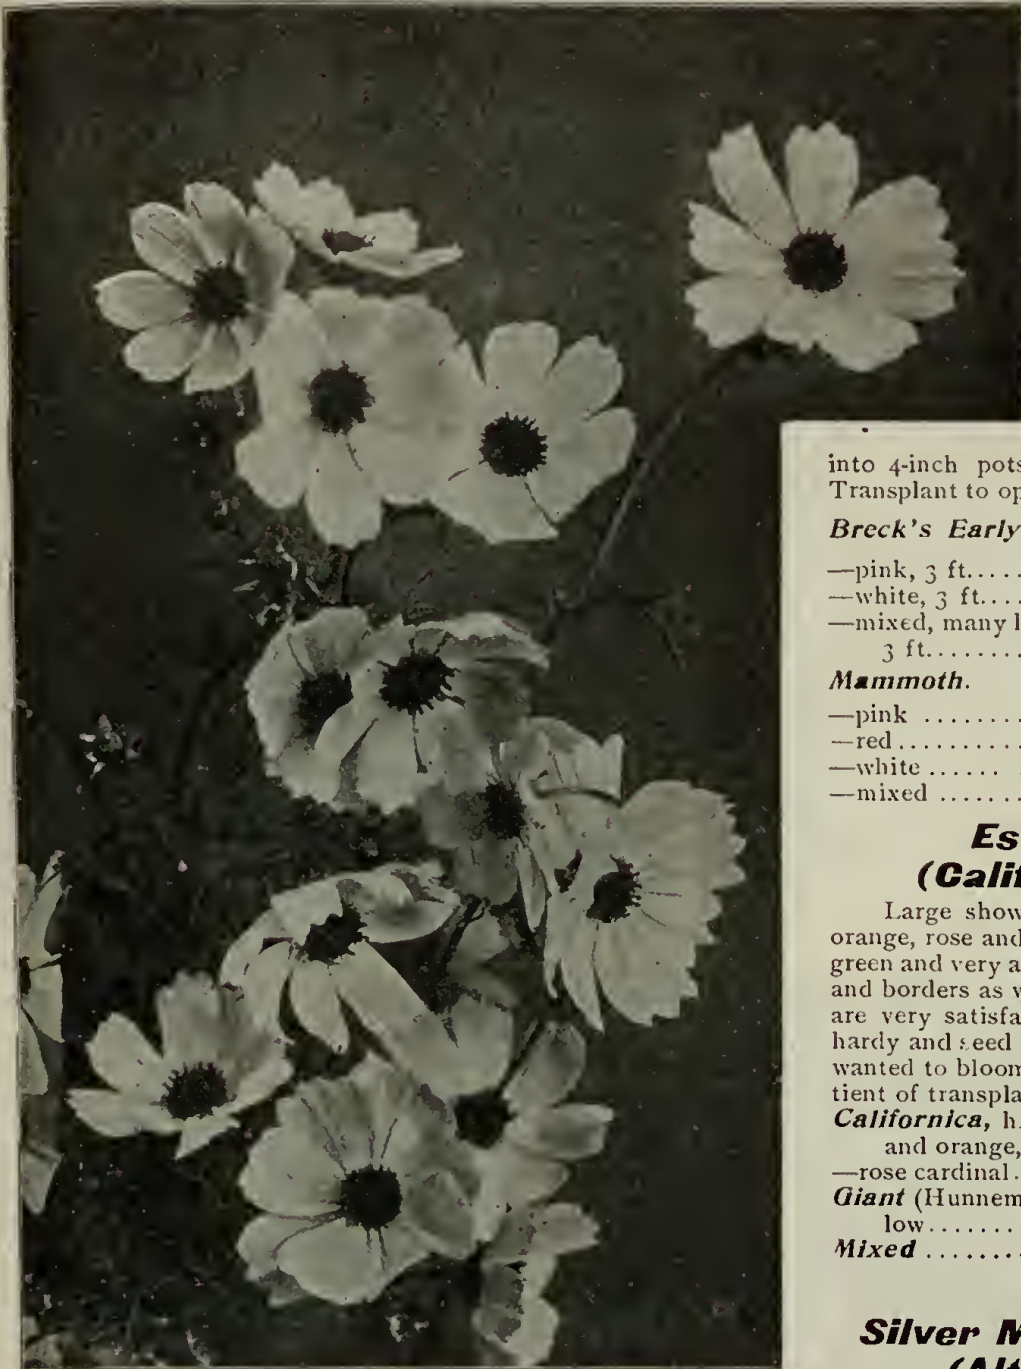 into 4-inch pots
Transplant to op
Breck's Early
—pink, 3 ft.....
—white, 3 ft....
—mixed, many l
3 ft.........
Mammoth.
—pink .........
—red..........
—white ......
—mixed .......
Es
(Calif
Large show
orange, rose and
green and very a
and borders as w
are very satisfa
hardy and seed
wanted to bloom
tient of transpla
Californica, h
and orange,
—rose cardinal.
Giant (Hunnem
low........
Mixed ........
Silver M